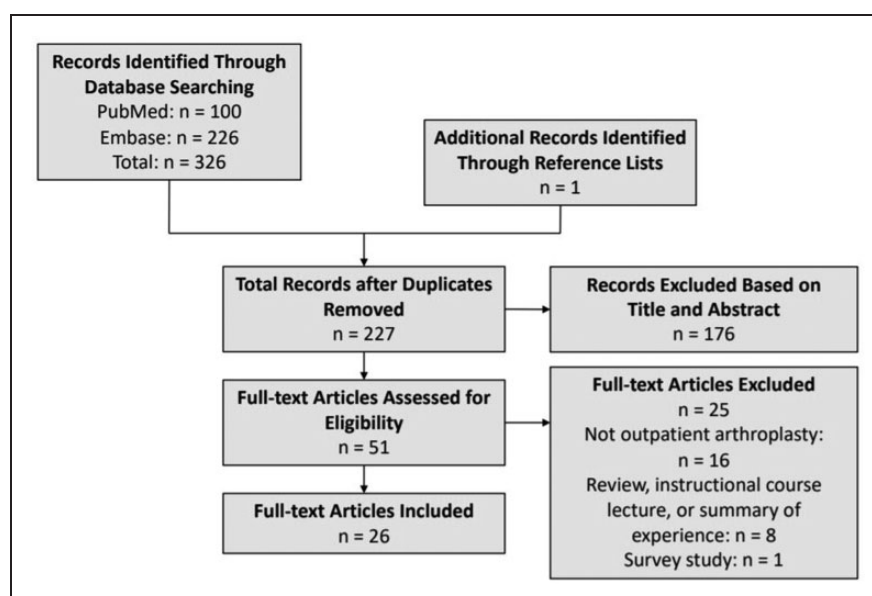 Records Identified Through
Database Searching
PubMed: n = 100
Embase: n = 226
Total: n = 326
Additional Records Identified
Through Reference Lists
n = 1
Total Records after Duplicates
Removed
n = 227
Records Excluded Based on
Title and Abstract
n = 176
Full-text Articles Assessed for
Eligibility
n = 51
Full-text Articles Excluded
n = 25
Not outpatient arthroplasty:
n = 16
Review, instructional course
lecture, or summary of
experience: n = 8
Survey study: n = 1
Full-text Articles Included
n = 26